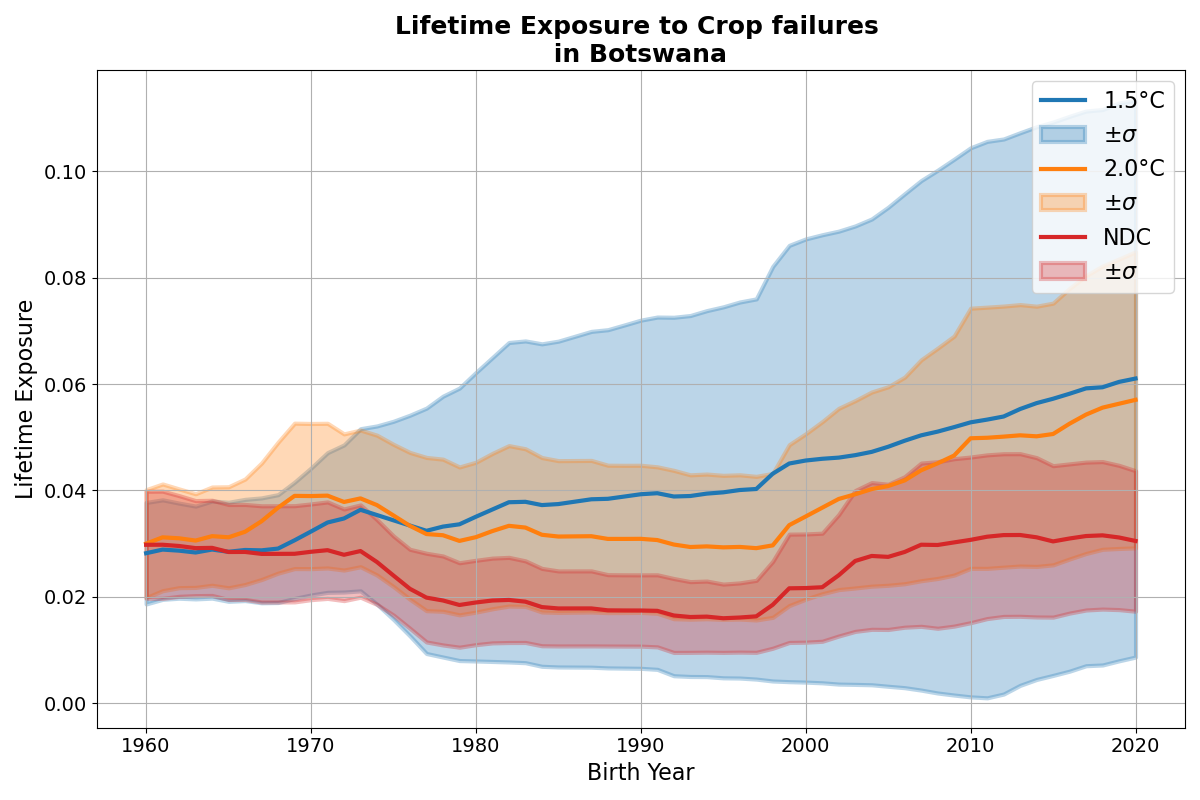 Lifetime Exposure to Crop failures
in Botswana
1.5°C
±σ
2.0°C
±σ
NDC
±σ
Lifetime Exposure
0.10
0.08
0.06
0.04
0.02
0.00
1960 1970 1980 1990 2000 2010 2020
Birth Year